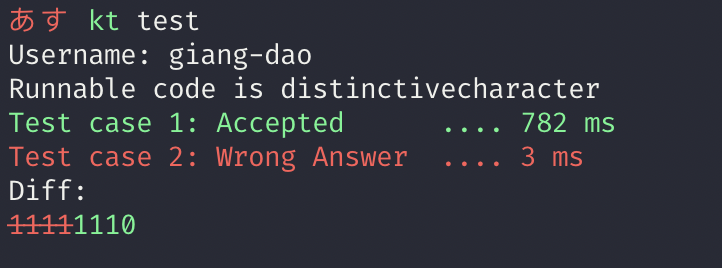 あす kt test
Username: giang-dao
Runnable code is distinctivecharacter
Test case 1: Accepted      .... 782 ms
Test case 2: Wrong Answer  .... 3 ms
Diff:
11111110